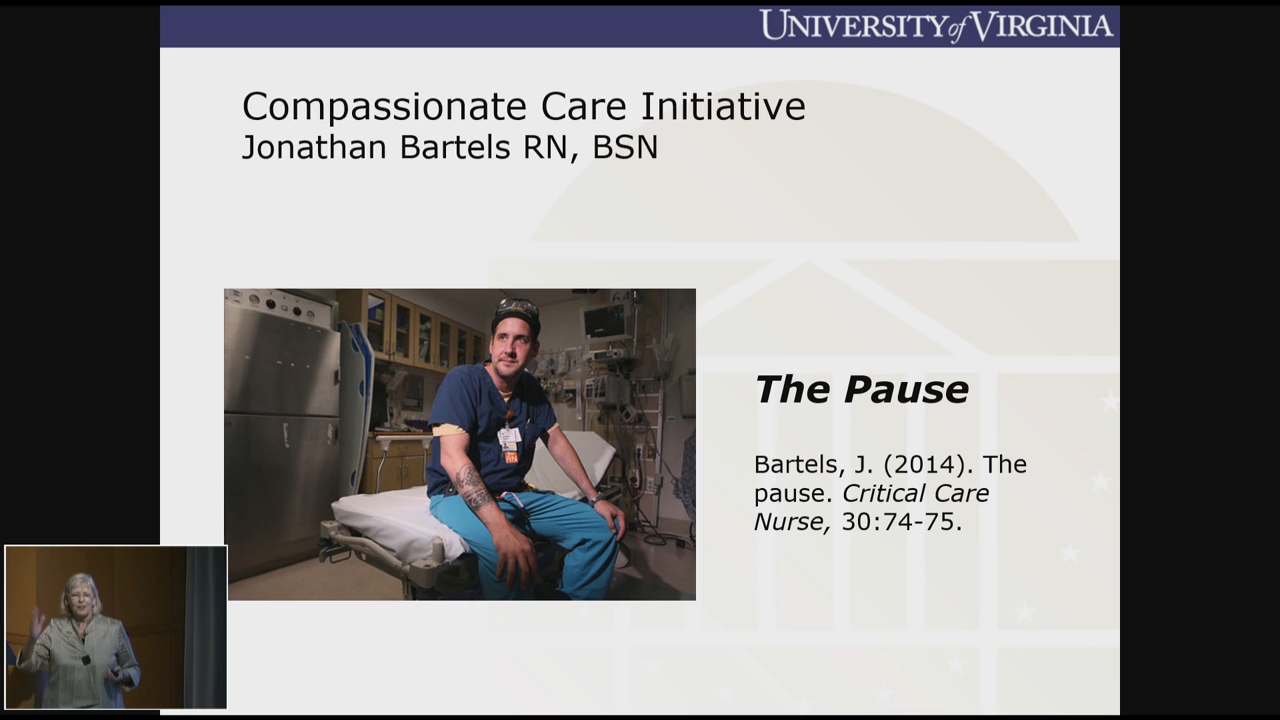 UNIVERSITY of VIRGINIA
Compassionate Care Initiative
Jonathan Bartels RN, BSN
The Pause
Bartels, J. (2014). The
pause. Critical Care
Nurse, 30:74-75.
RN